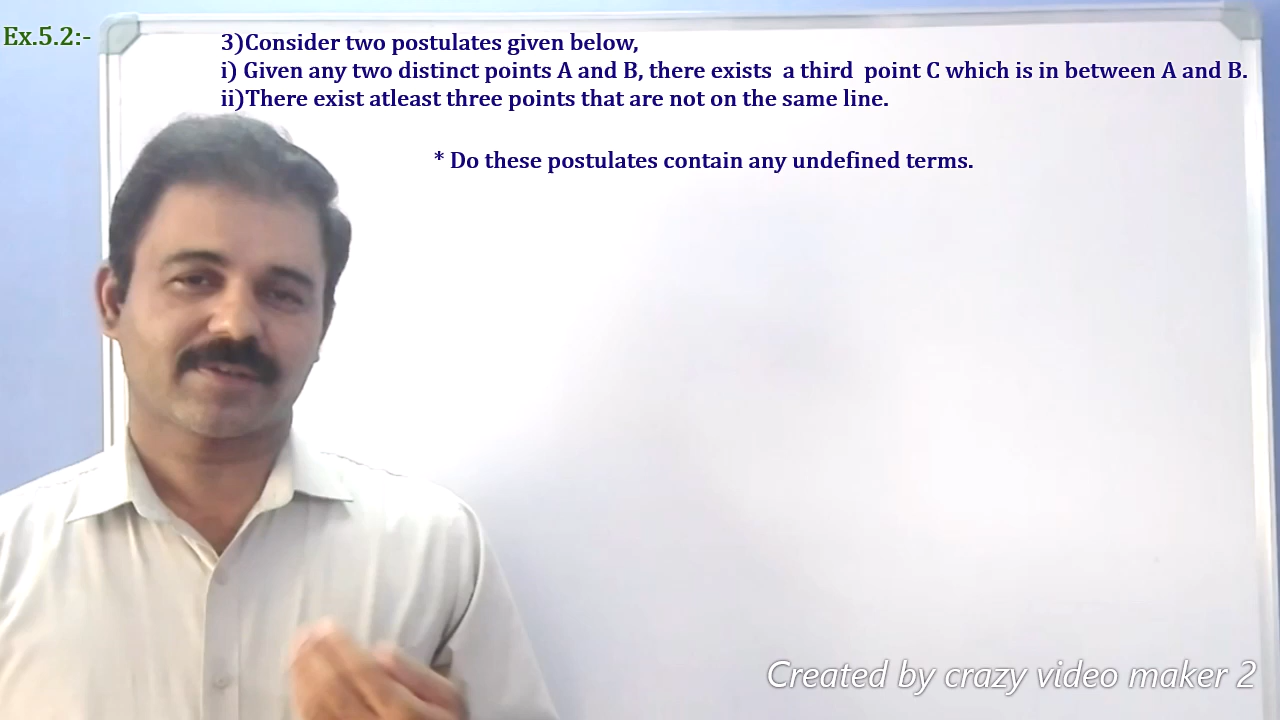 Ex.5.2:-
3)Consider two postulates given below,
i) Given any two distinct points A and B, there exists  a third  point C which is in between A and B.
ii)There exist atleast three points that are not on the same line.
* Do these postulates contain any undefined terms.
Created by crazy video maker 2